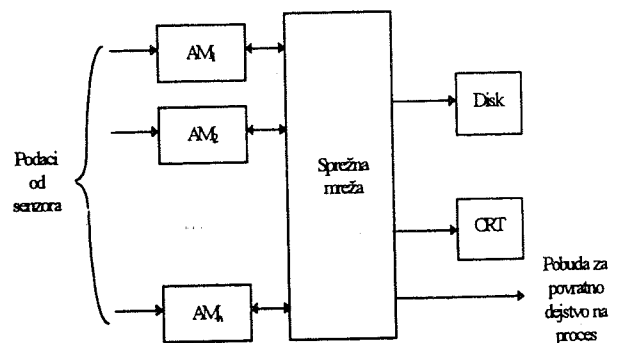 Podaci
od
senzora
AM₁
AM₂
. . .
AMₙ
Sprežna
mreža
Disk
CRT
Pobuda za
povratno
dejstvo na
proces